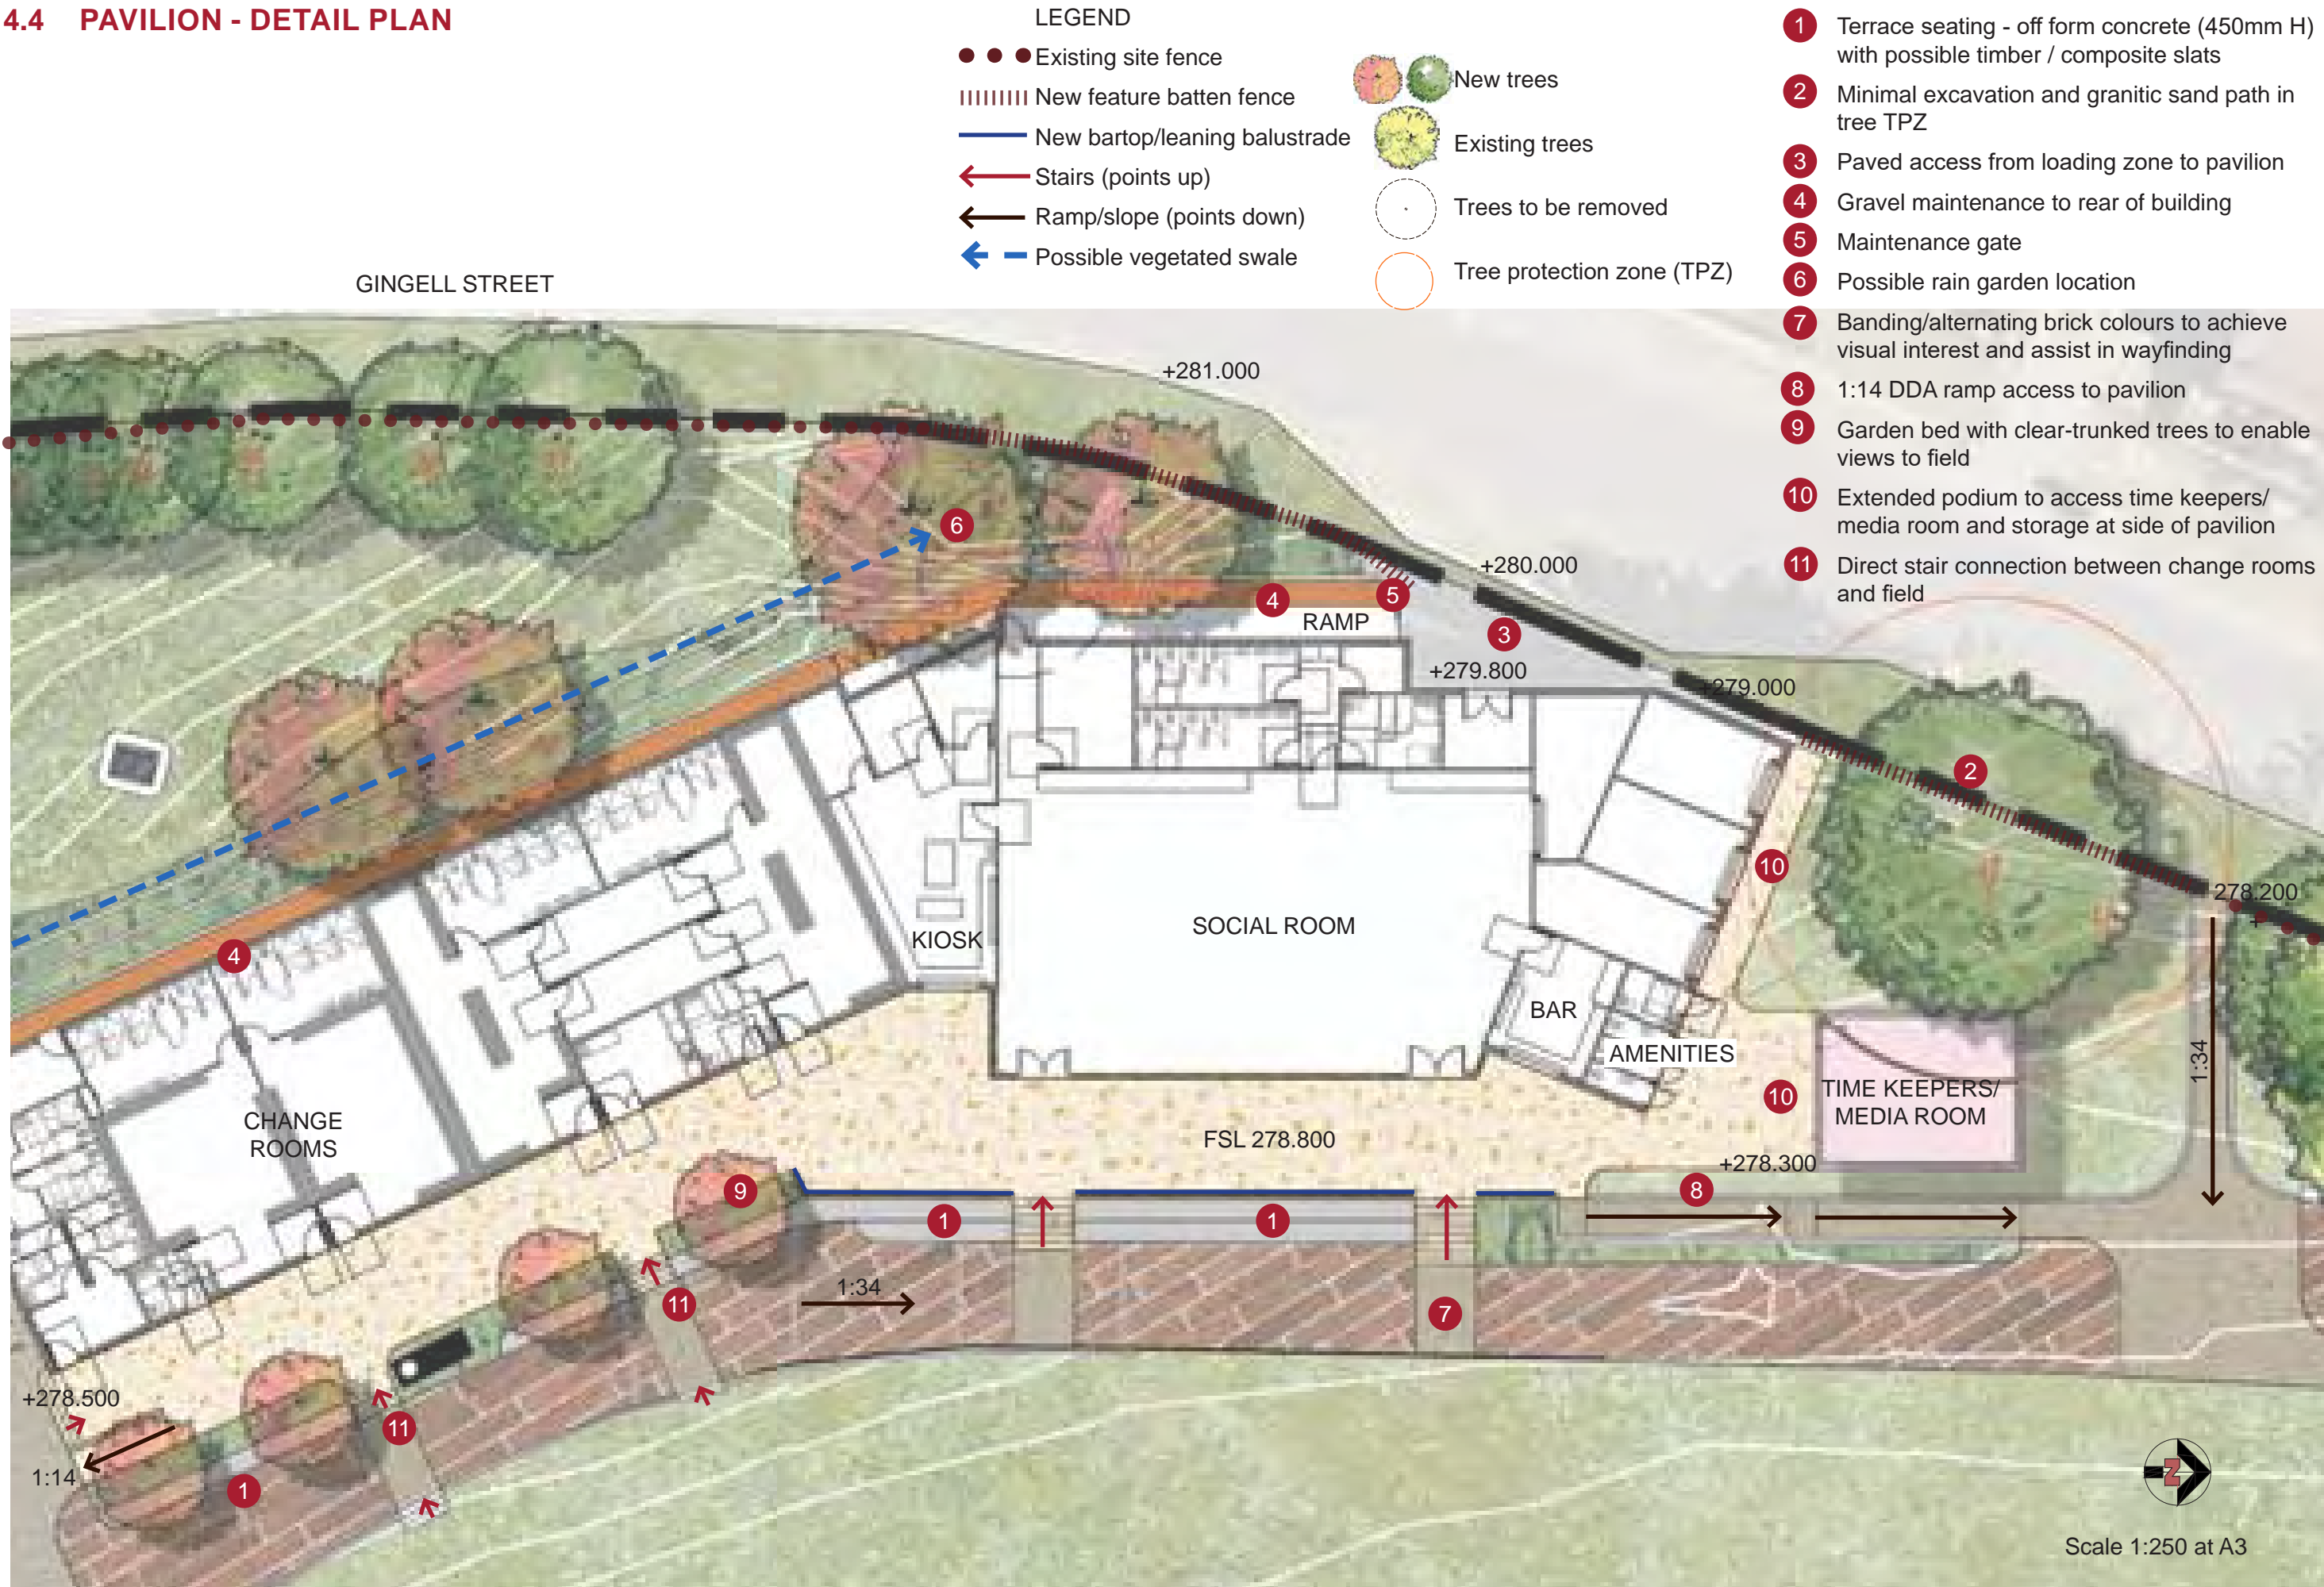 4.4 PAVILION - DETAIL PLAN
LEGEND
Existing site fence
New feature batten fence
New bartop/leaning balustrade
Stairs (points up)
Ramp/slope (points down)
Possible vegetated swale
New trees
Existing trees
Trees to be removed
Tree protection zone (TPZ)
1 Terrace seating - off form concrete (450mm H)
with possible timber / composite slats
2 Minimal excavation and granitic sand path in
tree TPZ
3 Paved access from loading zone to pavilion
4 Gravel maintenance to rear of building
5 Maintenance gate
6 Possible rain garden location
7 Banding/alternating brick colours to achieve
visual interest and assist in wayfinding
8 1:14 DDA ramp access to pavilion
9 Garden bed with clear-trunked trees to enable
views to field
10 Extended podium to access time keepers/
media room and storage at side of pavilion
11 Direct stair connection between change rooms
and field
GINGELL STREET
+281.000
6
+280.000
4
5
RAMP
3
+279.800
+279.000
2
10
278.200
+
SOCIAL ROOM
KIOSK
4
BAR
AMENITIES
1:34
TIME KEEPERS/
MEDIA ROOM
10
CHANGE
ROOMS
FSL 278.800
+278.300
9
8
1
1
1:34
11
7
+278.500
11
1:14
1
Z
Scale 1:250 at A3